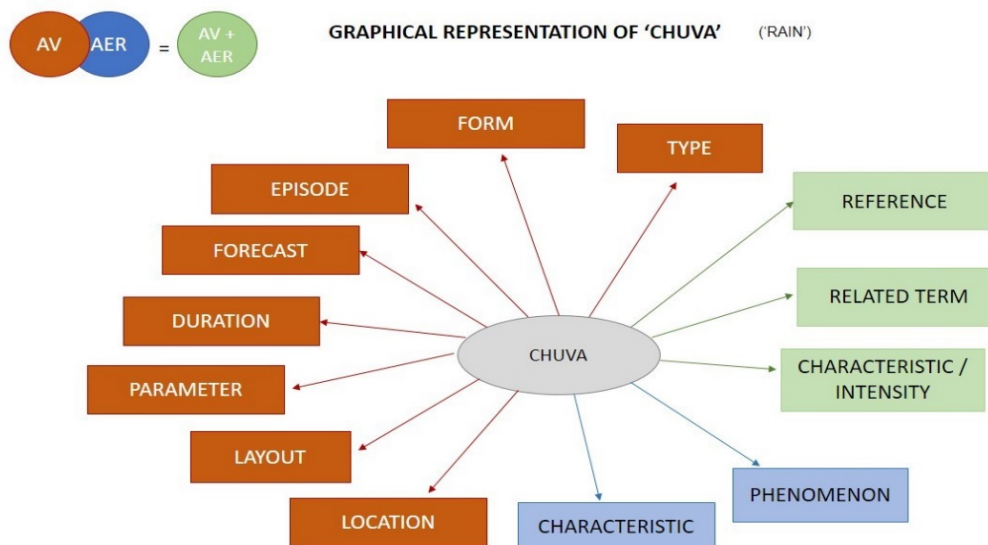 AV
AER
=
AV +
AER
GRAPHICAL REPRESENTATION OF ‘CHUVA’ (‘RAIN’)
FORM
TYPE
EPISODE
REFERENCE
FORECAST
RELATED TERM
DURATION
CHUVA
CHARACTERISTIC /
INTENSITY
PARAMETER
LAYOUT
PHENOMENON
LOCATION
CHARACTERISTIC